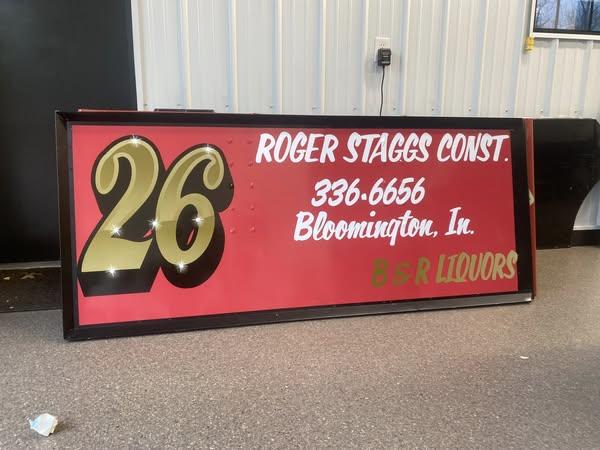 26
ROGER STAGGS CONST.
336-6656
Bloomington, In.
B & R LIQUORS